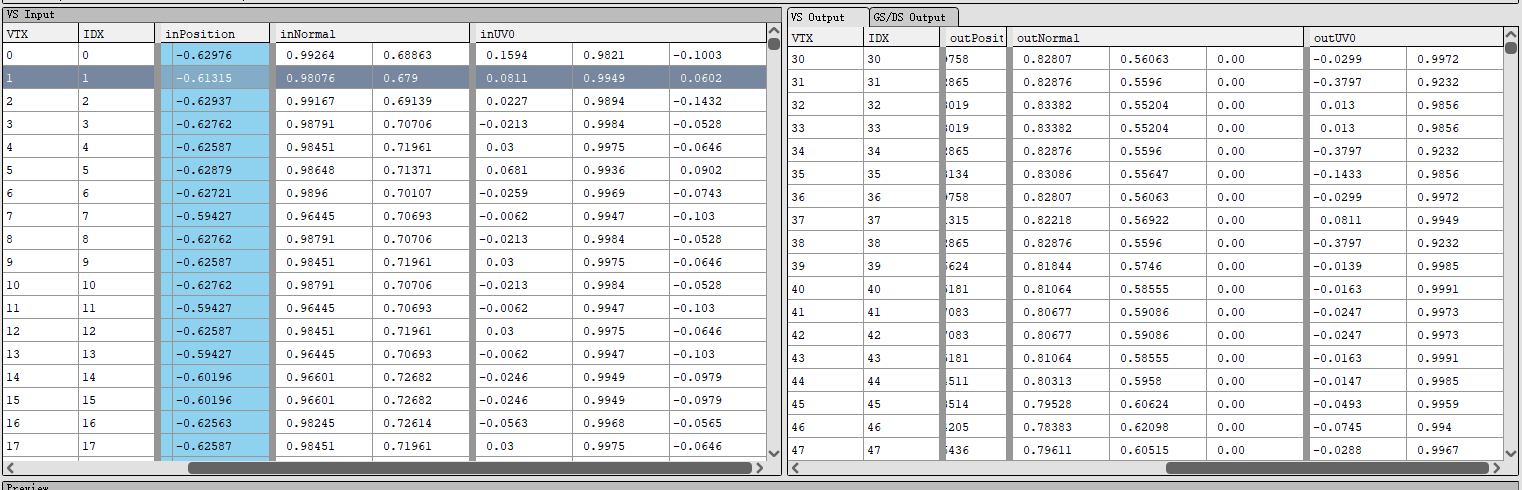 VS Input
VTX IDX inPosition inNormal inUV0
0 0 -0.62976 0.99264 0.68863 0.1594 0.9821 -0.1003
1 1 -0.61315 0.98076 0.679 0.0811 0.9949 0.0602
2 2 -0.62937 0.99167 0.69139 0.0227 0.9894 -0.1432
3 3 -0.62762 0.98791 0.70706 -0.0213 0.9984 -0.0528
4 4 -0.62587 0.98451 0.71961 0.03 0.9975 -0.0646
5 5 -0.62879 0.98648 0.71371 0.0681 0.9936 0.0902
6 6 -0.62721 0.9896 0.70107 -0.0259 0.9969 -0.0743
7 7 -0.59427 0.96445 0.70693 -0.0062 0.9947 -0.103
8 8 -0.62762 0.98791 0.70706 -0.0213 0.9984 -0.0528
9 9 -0.62587 0.98451 0.71961 0.03 0.9975 -0.0646
10 10 -0.62762 0.98791 0.70706 -0.0213 0.9984 -0.0528
11 11 -0.59427 0.96445 0.70693 -0.0062 0.9947 -0.103
12 12 -0.62587 0.98451 0.71961 0.03 0.9975 -0.0646
13 13 -0.59427 0.96445 0.70693 -0.0062 0.9947 -0.103
14 14 -0.60196 0.96601 0.72682 -0.0246 0.9949 -0.0979
15 15 -0.60196 0.96601 0.72682 -0.0246 0.9949 -0.0979
16 16 -0.62563 0.98245 0.72614 -0.0563 0.9968 -0.0565
17 17 -0.62587 0.98451 0.71961 0.03 0.9975 -0.0646
VS Output GS/DS Output
VTX IDX outPosit outNormal outUV0
30 30 758 0.82807 0.56063 0.00 -0.0299 0.9972
31 31 865 0.82876 0.5596 0.00 -0.3797 0.9232
32 32 019 0.83382 0.55204 0.00 0.013 0.9856
33 33 019 0.83382 0.55204 0.00 0.013 0.9856
34 34 865 0.82876 0.5596 0.00 -0.3797 0.9232
35 35 134 0.83086 0.55647 0.00 -0.1433 0.9856
36 36 758 0.82807 0.56063 0.00 -0.0299 0.9972
37 37 315 0.82218 0.56922 0.00 0.0811 0.9949
38 38 865 0.82876 0.5596 0.00 -0.3797 0.9232
39 39 624 0.81844 0.5746 0.00 -0.0139 0.9985
40 40 181 0.81064 0.58555 0.00 -0.0163 0.9991
41 41 083 0.80677 0.59086 0.00 -0.0247 0.9973
42 42 083 0.80677 0.59086 0.00 -0.0247 0.9973
43 43 181 0.81064 0.58555 0.00 -0.0163 0.9991
44 44 511 0.80313 0.5958 0.00 -0.0147 0.9985
45 45 514 0.79528 0.60624 0.00 -0.0493 0.9959
46 46 205 0.78383 0.62098 0.00 -0.0745 0.994
47 47 436 0.79611 0.60515 0.00 -0.0288 0.9967
Preview